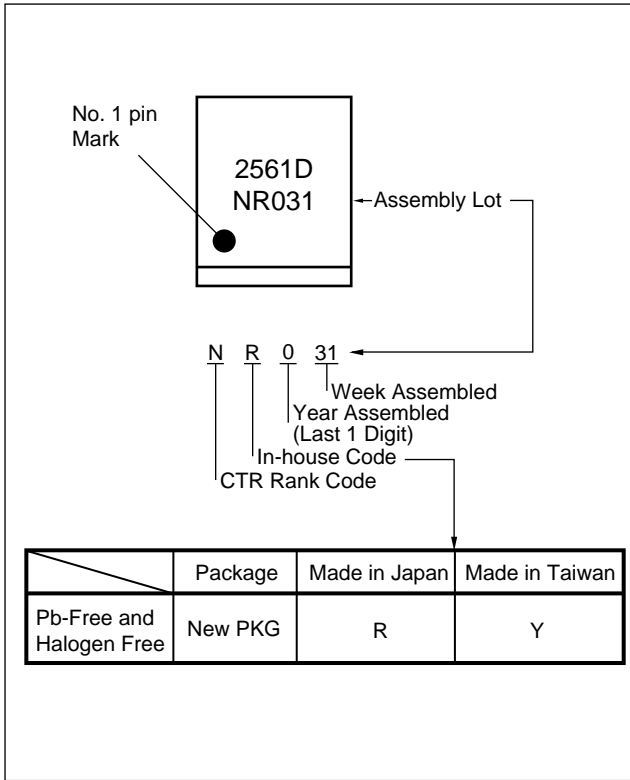 No. 1 pin
Mark
2561D
NR031
Assembly Lot
N R 0 31
Week Assembled
Year Assembled
(Last 1 Digit)
In-house Code
CTR Rank Code
Package Made in Japan Made in Taiwan
Pb-Free and
Halogen Free New PKG R Y